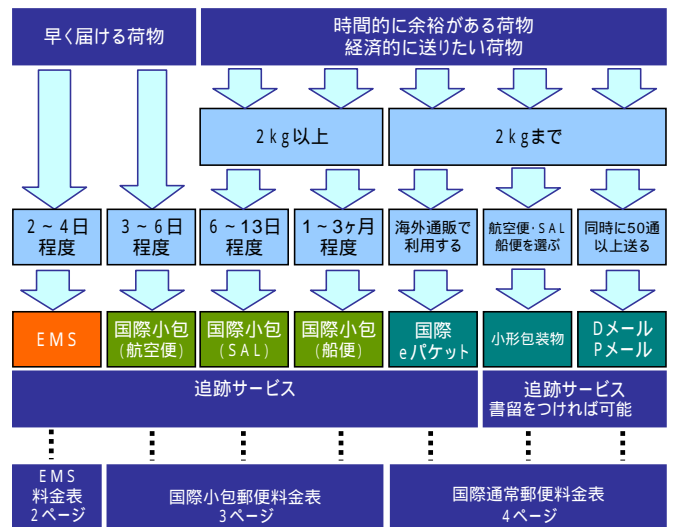 早く届ける荷物
時間的に余裕がある荷物
経済的に送りたい荷物
2kg以上
2kgまで
2～4日
程度
3～6日
程度
6～13日
程度
1～3ヶ月
程度
海外通販で
利用する
航空便・SAL
船便を選ぶ
同時に50通
以上送る
EMS
国際小包
(航空便)
国際小包
(SAL)
国際小包
(船便)
国際
eパケット
小形包装物
Dメール
Pメール
追跡サービス
追跡サービス
書留をつければ可能
EMS
料金表
2ページ
国際小包郵便料金表
3ページ
国際通常郵便料金表
4ページ